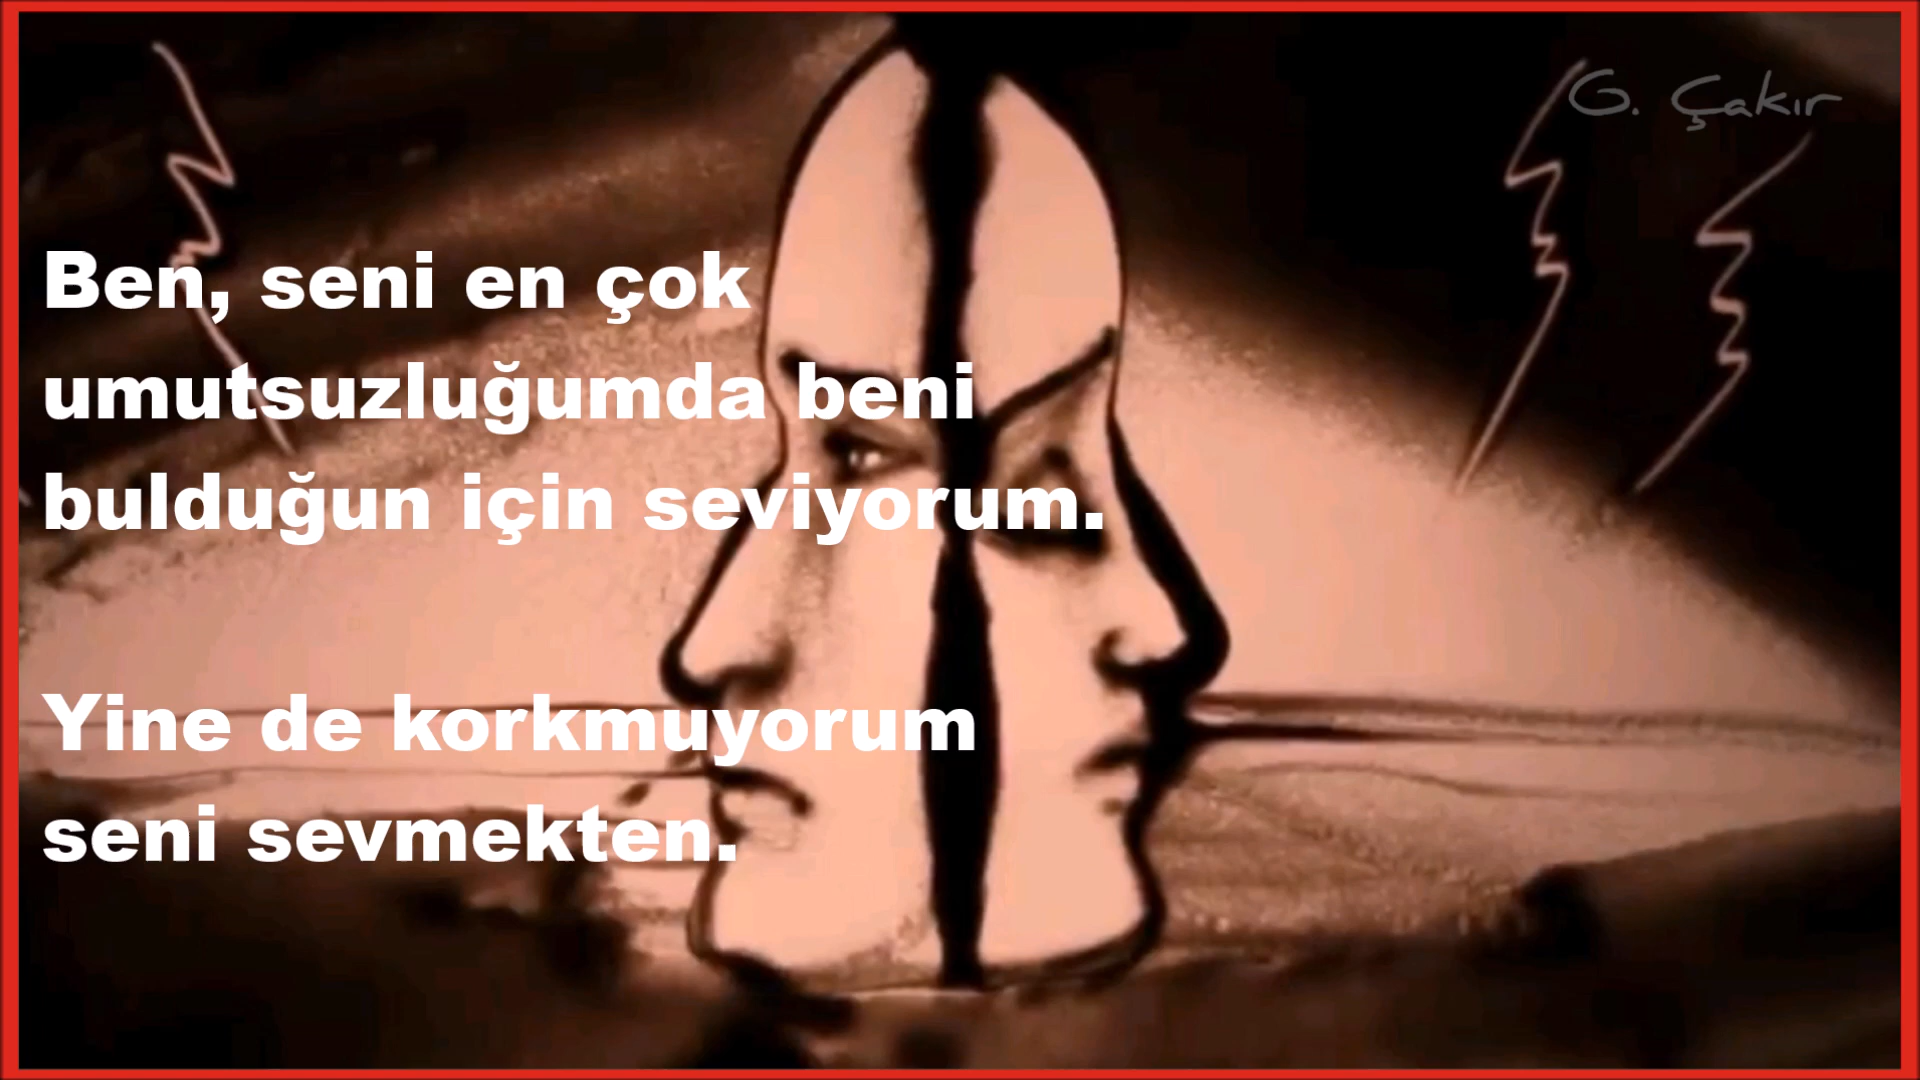 G. Çakır
Ben, seni en çok
umutsuzluğumda beni
bulduğun için seviyorum.
Yine de korkmuyorum
seni sevmekten.